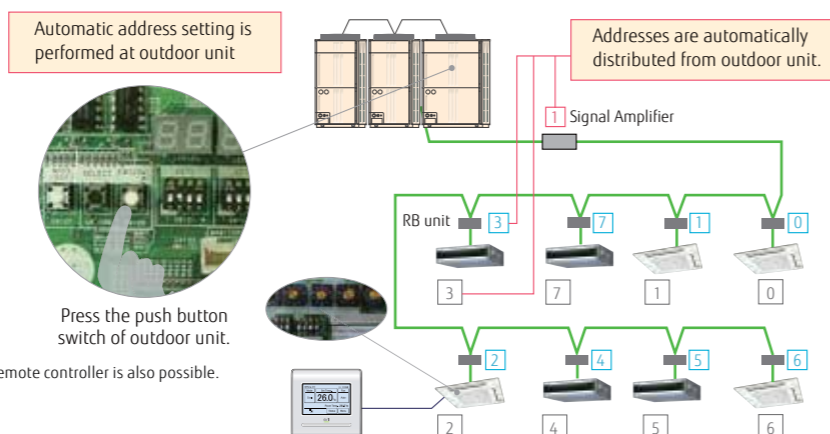 Automatic address setting is
performed at outdoor unit
Addresses are automatically
distributed from outdoor unit.
1 Signal Amplifier
RB unit 3 7 1 0
3 7 1 0
Press the push button
switch of outdoor unit.
emote controller is also possible.
2 4 5 6
26.0
2 4 5 6